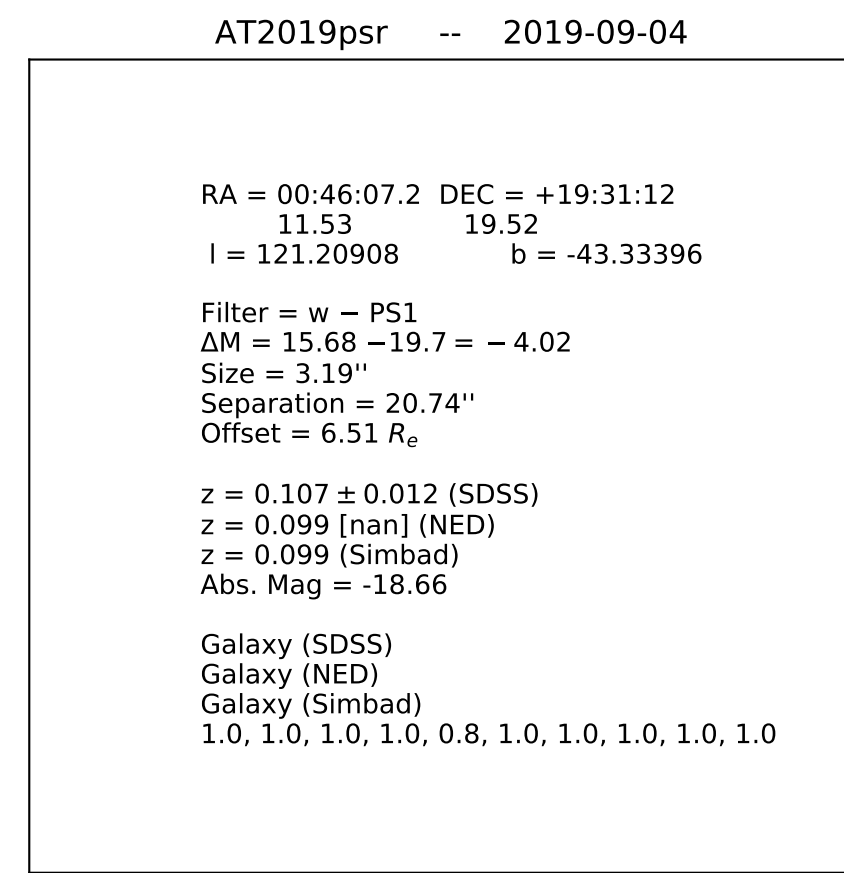 AT2019psr -- 2019-09-04
RA = 00:46:07.2 DEC = +19:31:12
11.53 19.52
l = 121.20908 b = -43.33396
Filter = w − PS1
ΔM = 15.68 −19.7 = − 4.02
Size = 3.19''
Separation = 20.74''
Offset = 6.51 Rₑ
z = 0.107 ± 0.012 (SDSS)
z = 0.099 [nan] (NED)
z = 0.099 (Simbad)
Abs. Mag = -18.66
Galaxy (SDSS)
Galaxy (NED)
Galaxy (Simbad)
1.0, 1.0, 1.0, 1.0, 0.8, 1.0, 1.0, 1.0, 1.0, 1.0